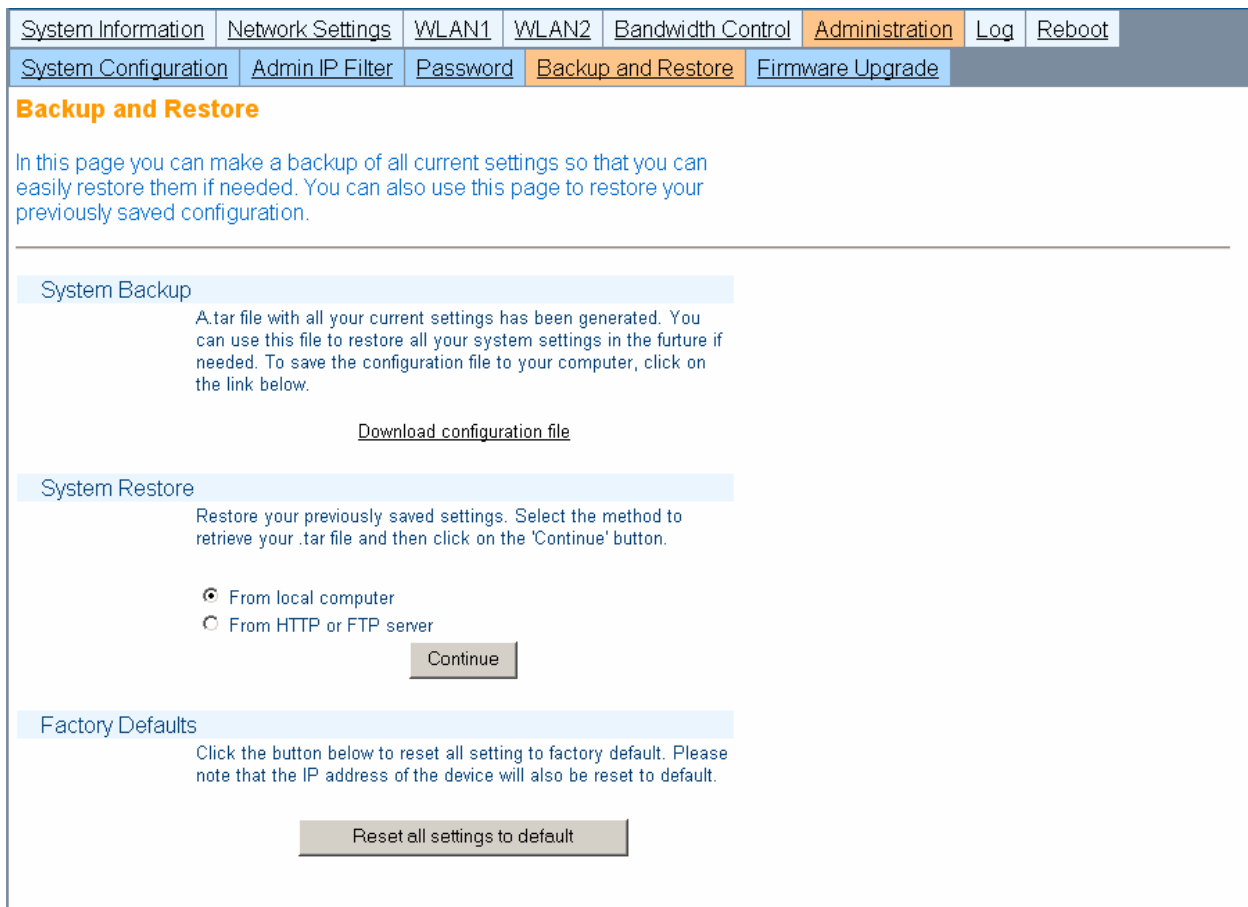 System Information Network Settings WLAN1 WLAN2 Bandwidth Control Administration Log Reboot
System Configuration Admin IP Filter Password Backup and Restore Firmware Upgrade
Backup and Restore
In this page you can make a backup of all current settings so that you can
easily restore them if needed. You can also use this page to restore your
previously saved configuration.
System Backup
A.tar file with all your current settings has been generated. You
can use this file to restore all your system settings in the furture if
needed. To save the configuration file to your computer, click on
the link below.
Download configuration file
System Restore
Restore your previously saved settings. Select the method to
retrieve your .tar file and then click on the 'Continue' button.
From local computer
From HTTP or FTP server
Continue
Factory Defaults
Click the button below to reset all setting to factory default. Please
note that the IP address of the device will also be reset to default.
Reset all settings to default